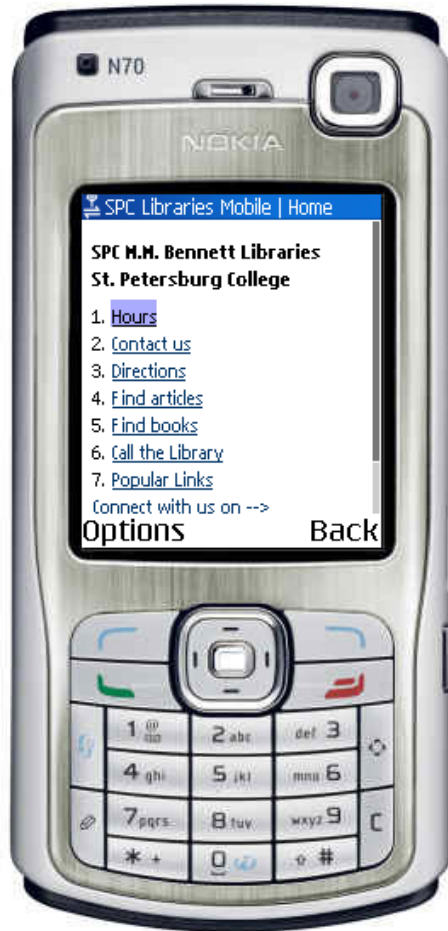 N70
NOKIA
SPC Libraries Mobile | Home
SPC M.M. Bennett Libraries
St. Petersburg College
1. Hours
2. Contact us
3. Directions
4. Find articles
5. Find books
6. Call the Library
7. Popular Links
Connect with us on -->
Options Back
1 @
2 abc
def 3
4 ghi
5 jkl
mno 6
7 pqrs
8 tuv
wxyz 9
C
* +
0
#